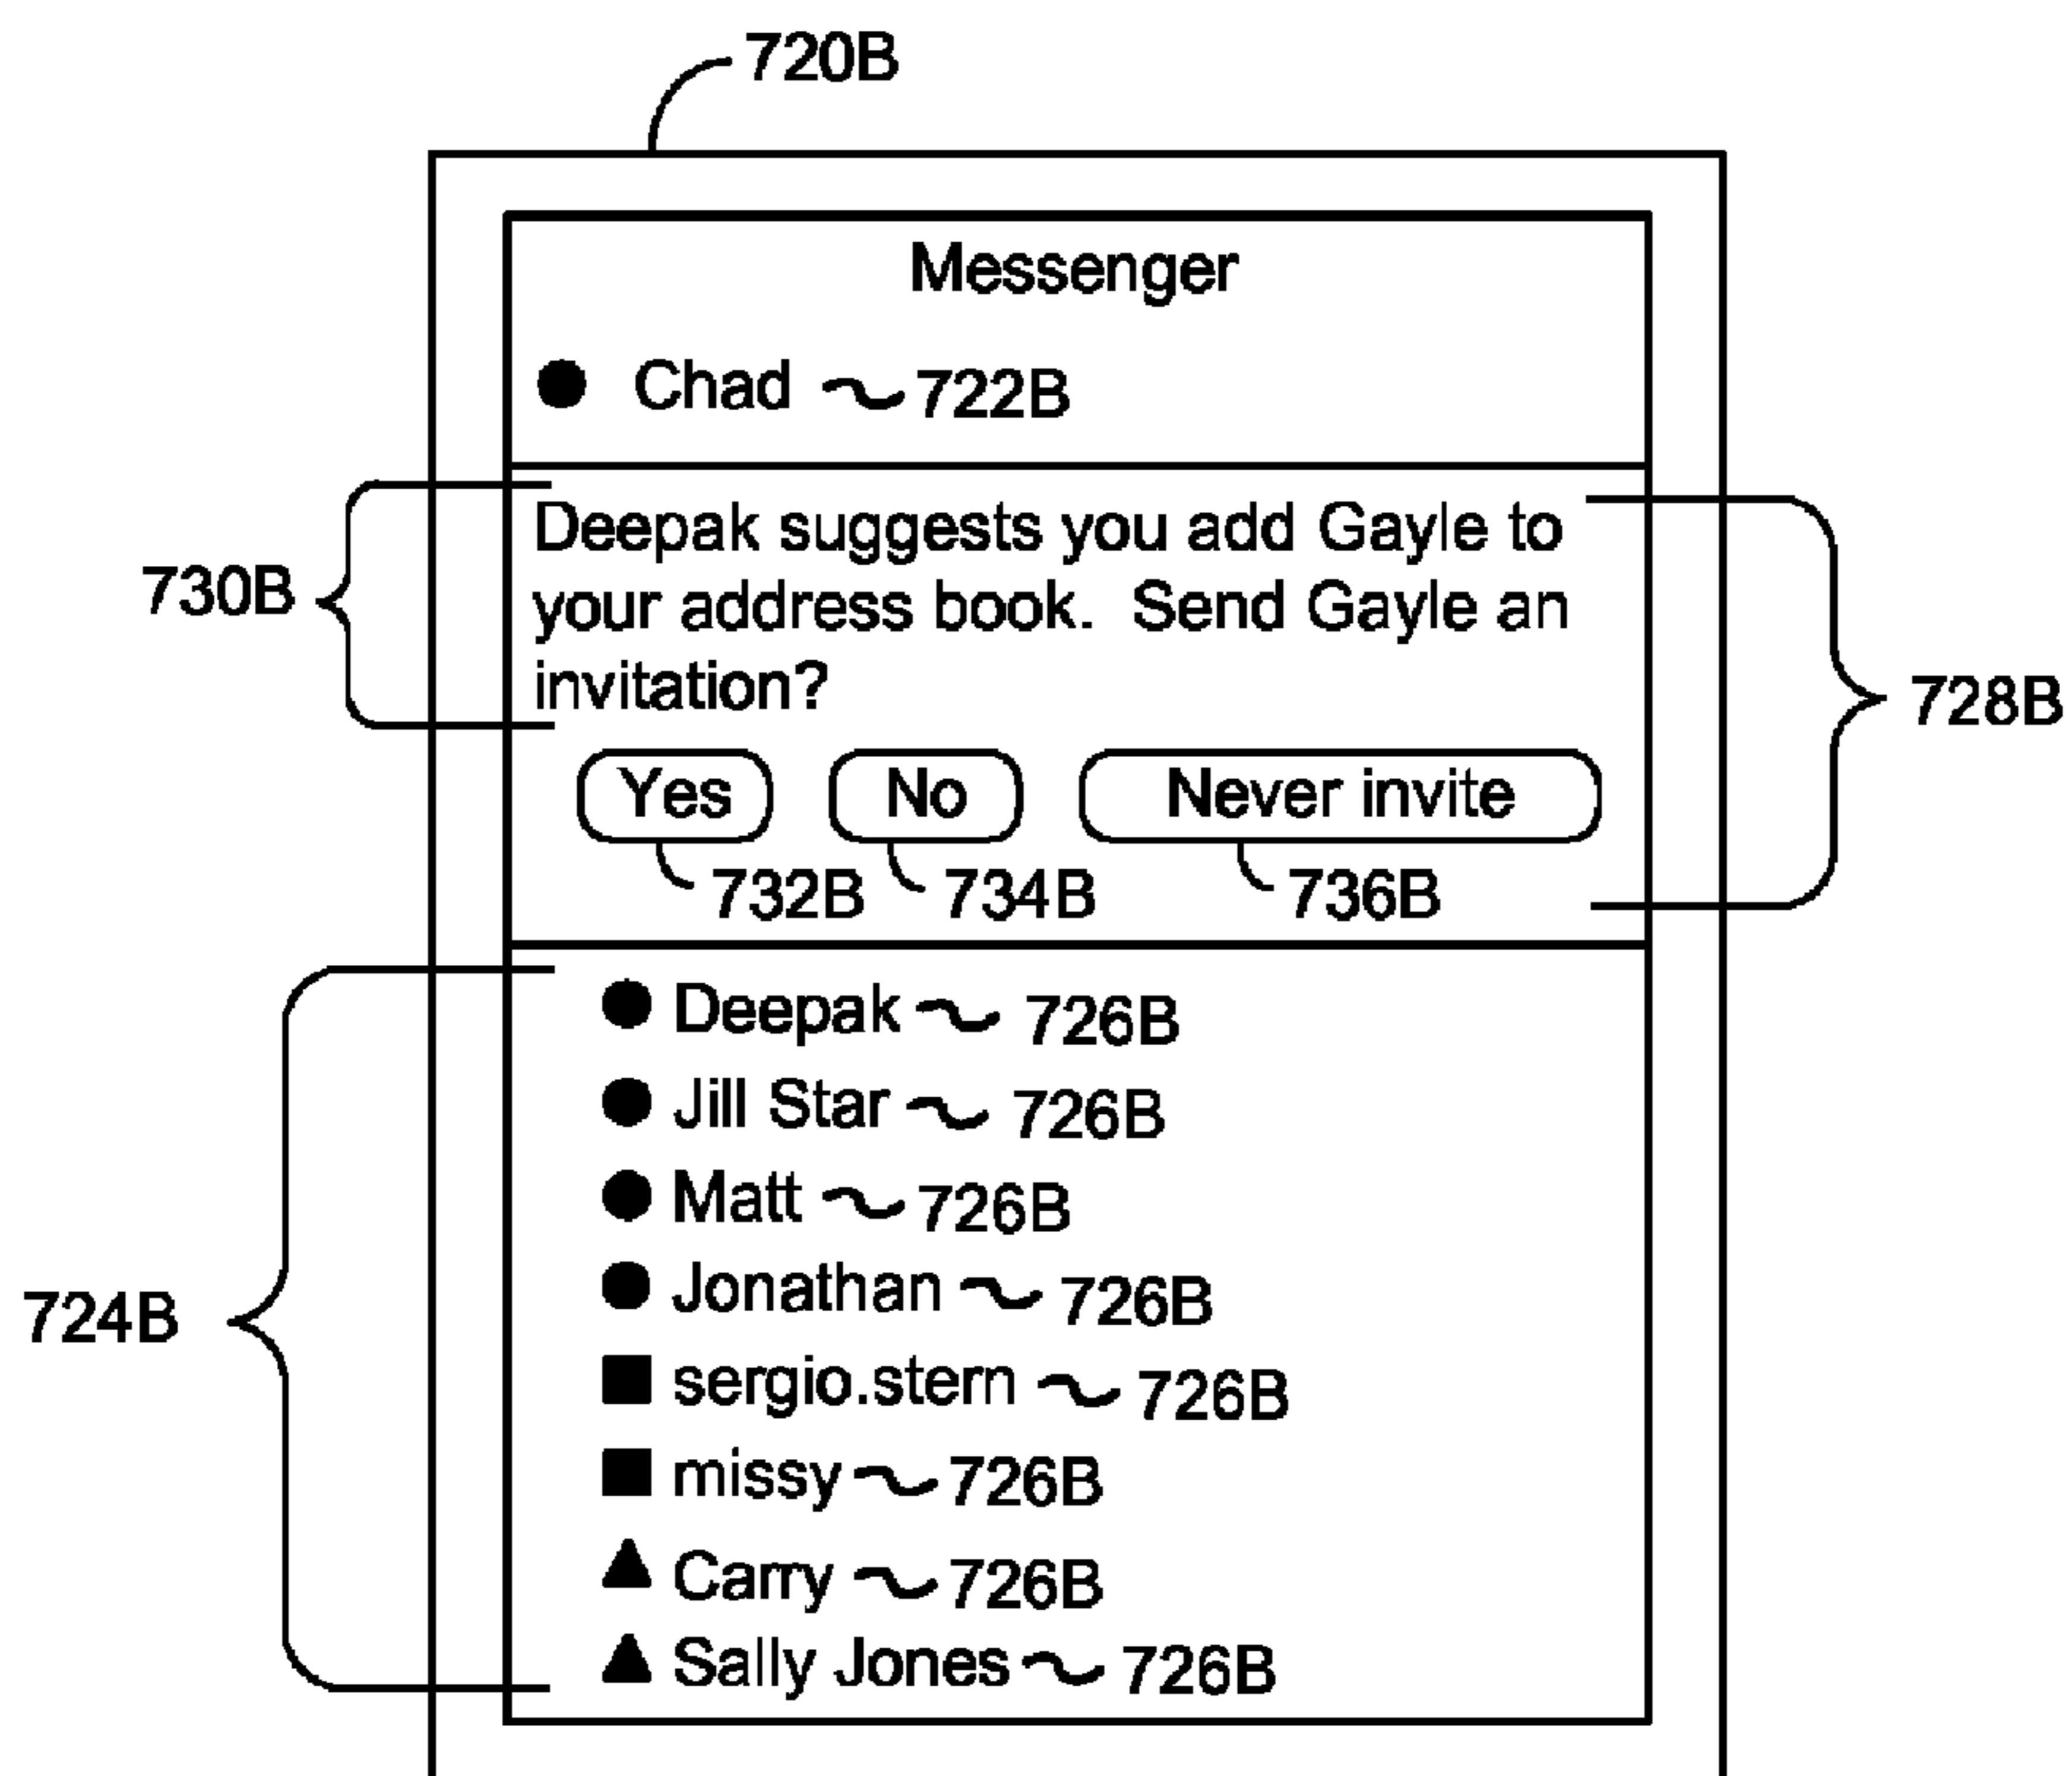 720B
Messenger
Chad 722B
Deepak suggests you add Gayle to
your address book. Send Gayle an
invitation?
730B
728B
Yes No Never invite
732B 734B 736B
Deepak 726B
Jill Star 726B
Matt 726B
Jonathan 726B
724B
sergio.stern 726B
missy 726B
Carry 726B
Sally Jones 726B